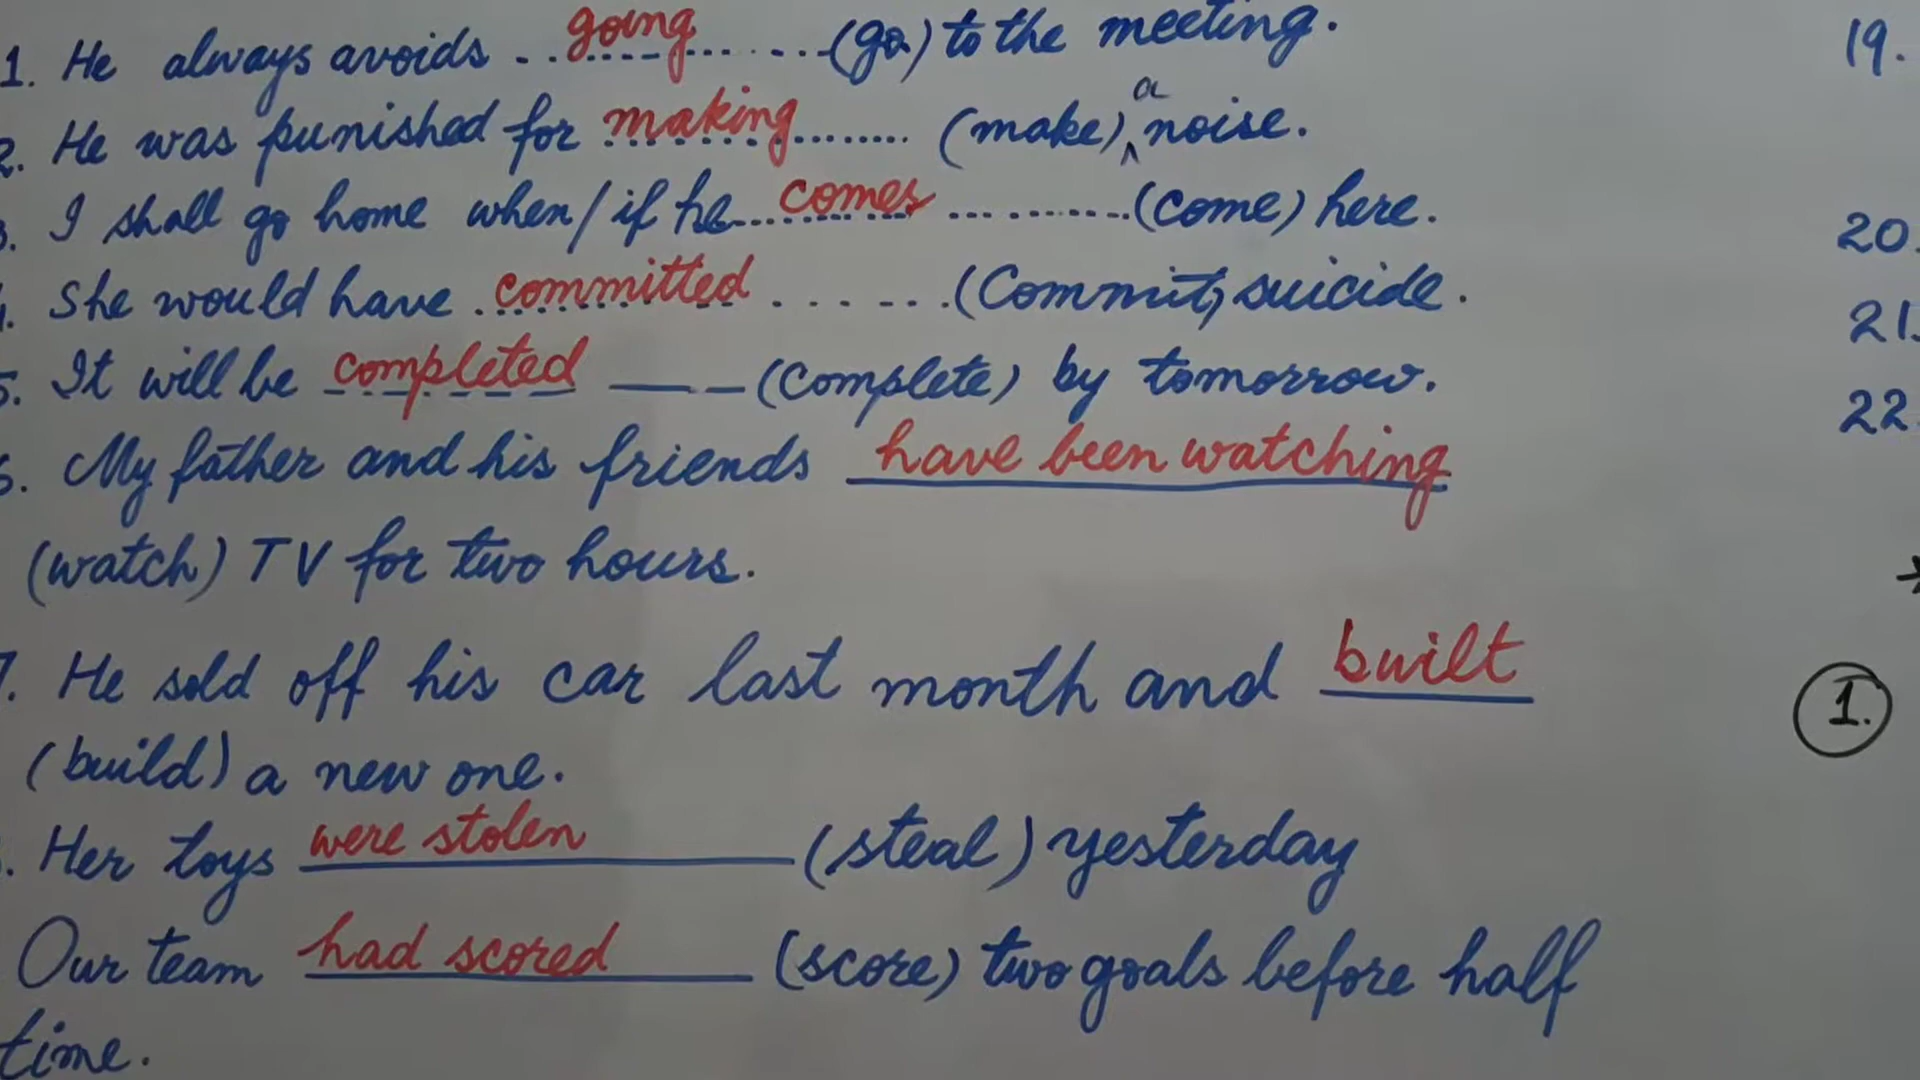 1. He always avoids .. going ... (go) to the meeting.
2. He was punished for making ........ (make) a noise.
3. I shall go home when/if he... comes ... ........(come) here.
4. She would have committed ......(Commit) suicide.
5. It will be completed ___ (Complete) by tomorrow.
6. My father and his friends have been watching
(watch) TV for two hours.
7. He sold off his car last month and built
(build) a new one.
. Her toys were stolen (steal) yesterday
Our team had scored (score) two goals before half
time.
19.
20.
21.
22.
→
1.